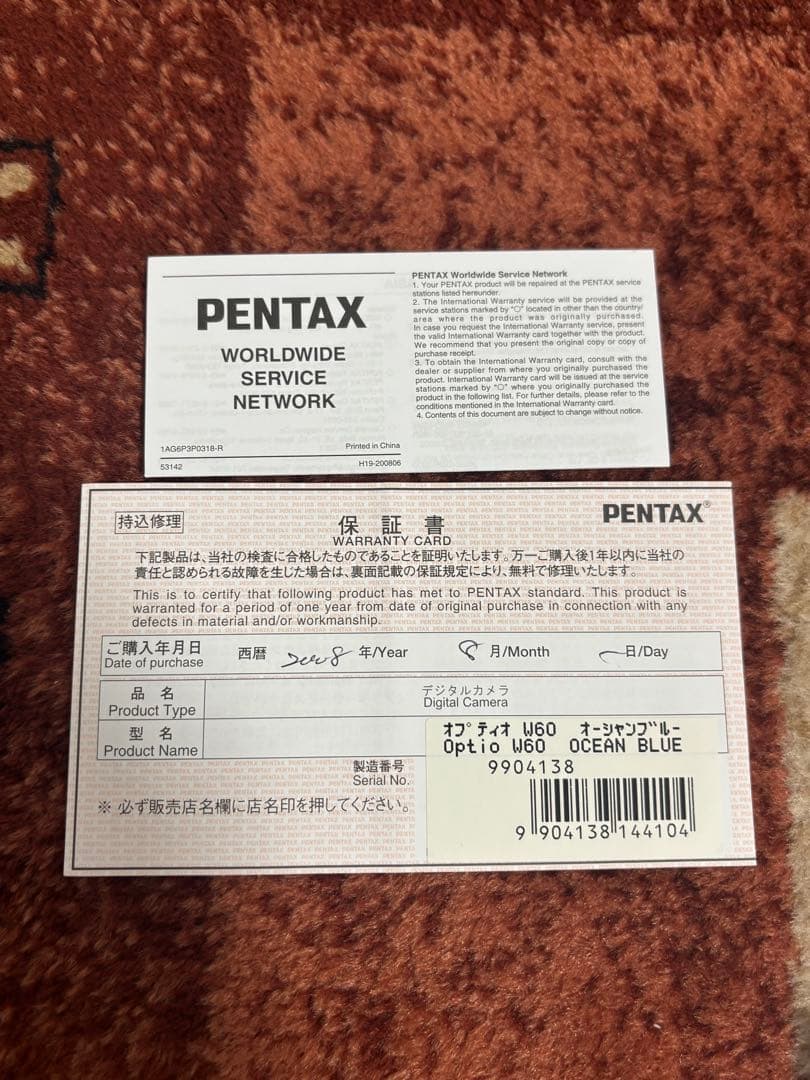 PENTAX
WORLDWIDE
SERVICE
NETWORK
1AG6P3P0318-R Printed in China
53142 H19-200806
PENTAX Worldwide Service Network
1. Your PENTAX product will be repaired at the PENTAX service
stations listed hereunder.
2. The International Warranty service will be provided at the
service stations marked by "○" located in other than the country/
area where the product was originally purchased.
In case you request the International Warranty service, present
the valid International Warranty card together with the product.
We recommend that you present the original copy or copy of
purchase receipt.
3. To obtain the International Warranty card, consult with the
dealer or supplier from where you originally purchased the
product. International Warranty card will be issued at the service
stations marked by "○" where you originally purchased the
product in the following list. For further details, please refer to the
conditions mentioned in the International Warranty card.
4. Contents of this document are subject to change without notice.
持込修理
保証書
WARRANTY CARD
PENTAX®
下記製品は、当社の検査に合格したものであることを証明いたします。万一ご購入後1年以内に当社の
責任と認められる故障を生じた場合は、裏面記載の保証規定により、無料で修理いたします。
This is to certify that following product has met to PENTAX standard. This product is
warranted for a period of one year from date of original purchase in connection with any
defects in material and/or workmanship.
ご購入年月日
Date of purchase
西暦 2008 年/Year 8 月/Month 日/Day
品 名
Product Type
デジタルカメラ
Digital Camera
型 名
Product Name
オプティオ W60 オーシャンブルー
Optio W60 OCEAN BLUE
製造番号
Serial No.
9904138
※ 必ず販売店名欄に店名印を押してください。
9 904138 144104